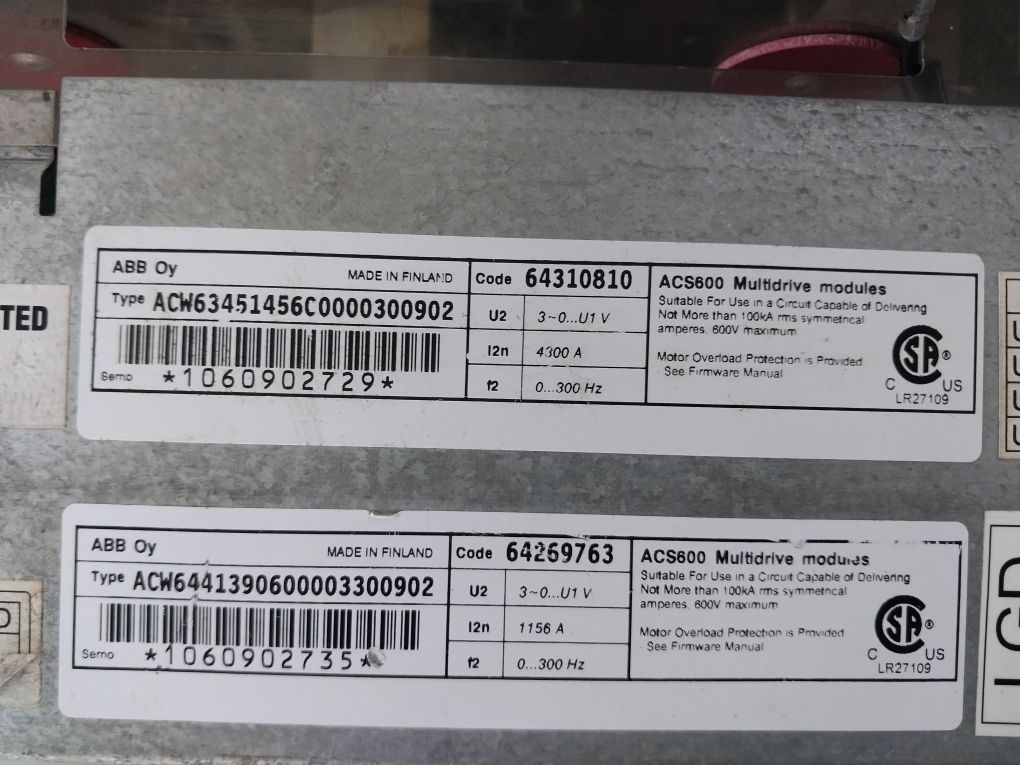 TED
ABB Oy
MADE IN FINLAND
Type ACW63451456C0000300902
Serno *1060902729*
Code 64310810
U2 3~0...U1 V
I2n 4300 A
f2 0...300 Hz
ACS600 Multidrive modules
Suitable For Use in a Circuit Capable of Delivering
Not More than 100kA rms symmetrical
amperes, 600V maximum
Motor Overload Protection is Provided
- See Firmware Manual
SA ®
C US
LR27109
ABB Oy
MADE IN FINLAND
Type ACW6441390600003300902
Serno *1060902735*
Code 64269763
U2 3~0...U1 V
I2n 1156 A
f2 0...300 Hz
ACS600 Multidrive modules
Suitable For Use in a Circuit Capable of Delivering
Not More than 100kA rms symmetrical
amperes, 600V maximum
Motor Overload Protection is Provided
- See Firmware Manual
SA ®
C US
LR27109